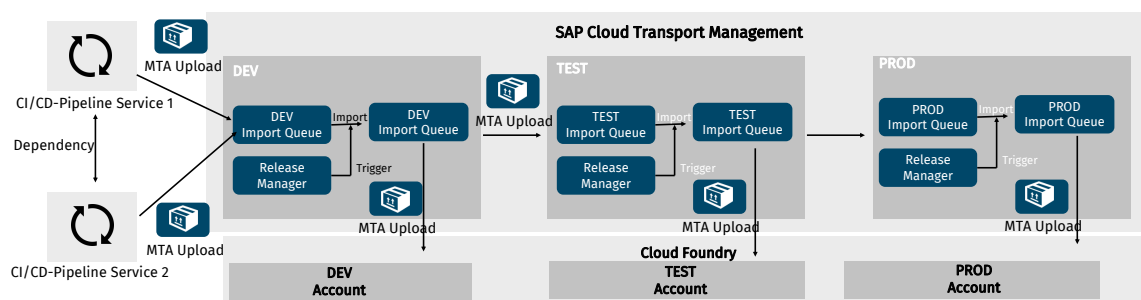 SAP Cloud Transport Management
MTA Upload
CI/CD-Pipeline Service 1
Dependency
MTA Upload
CI/CD-Pipeline Service 2
DEV
DEV
Import Queue
Import
DEV
Import Queue
Release
Manager
Trigger
MTA Upload
MTA Upload
TEST
TEST
Import Queue
Import
TEST
Import Queue
Release
Manager
Trigger
MTA Upload
PROD
PROD
Import Queue
Import
PROD
Import Queue
Release
Manager
Trigger
MTA Upload
Cloud Foundry
DEV
Account
TEST
Account
PROD
Account